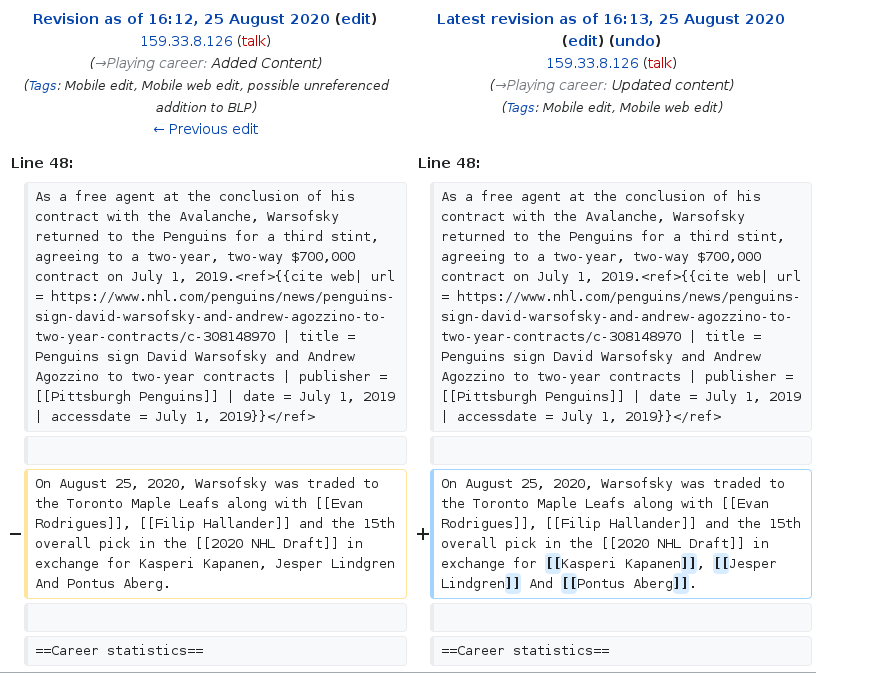 Revision as of 16:12, 25 August 2020 (edit)
159.33.8.126 (talk)
(→Playing career: Added Content)
(Tags: Mobile edit, Mobile web edit, possible unreferenced
addition to BLP)
← Previous edit
Latest revision as of 16:13, 25 August 2020
(edit) (undo)
159.33.8.126 (talk)
(→Playing career: Updated content)
(Tags: Mobile edit, Mobile web edit)
Line 48:
As a free agent at the conclusion of his
contract with the Avalanche, Warsofsky
returned to the Penguins for a third stint,
agreeing to a two-year, two-way $700,000
contract on July 1, 2019.<ref>{{cite web| url
= https://www.nhl.com/penguins/news/penguins-
sign-david-warsofsky-and-andrew-agozzino-to-
two-year-contracts/c-308148970 | title =
Penguins sign David Warsofsky and Andrew
Agozzino to two-year contracts | publisher =
[[Pittsburgh Penguins]] | date = July 1, 2019
| accessdate = July 1, 2019}}</ref>
−
On August 25, 2020, Warsofsky was traded to
the Toronto Maple Leafs along with [[Evan
Rodrigues]], [[Filip Hallander]] and the 15th
overall pick in the [[2020 NHL Draft]] in
exchange for Kasperi Kapanen, Jesper Lindgren
And Pontus Aberg.
==Career statistics==
Line 48:
As a free agent at the conclusion of his
contract with the Avalanche, Warsofsky
returned to the Penguins for a third stint,
agreeing to a two-year, two-way $700,000
contract on July 1, 2019.<ref>{{cite web| url
= https://www.nhl.com/penguins/news/penguins-
sign-david-warsofsky-and-andrew-agozzino-to-
two-year-contracts/c-308148970 | title =
Penguins sign David Warsofsky and Andrew
Agozzino to two-year contracts | publisher =
[[Pittsburgh Penguins]] | date = July 1, 2019
| accessdate = July 1, 2019}}</ref>
+
On August 25, 2020, Warsofsky was traded to
the Toronto Maple Leafs along with [[Evan
Rodrigues]], [[Filip Hallander]] and the 15th
overall pick in the [[2020 NHL Draft]] in
exchange for [[Kasperi Kapanen]], [[Jesper
Lindgren]] And [[Pontus Aberg]].
==Career statistics==